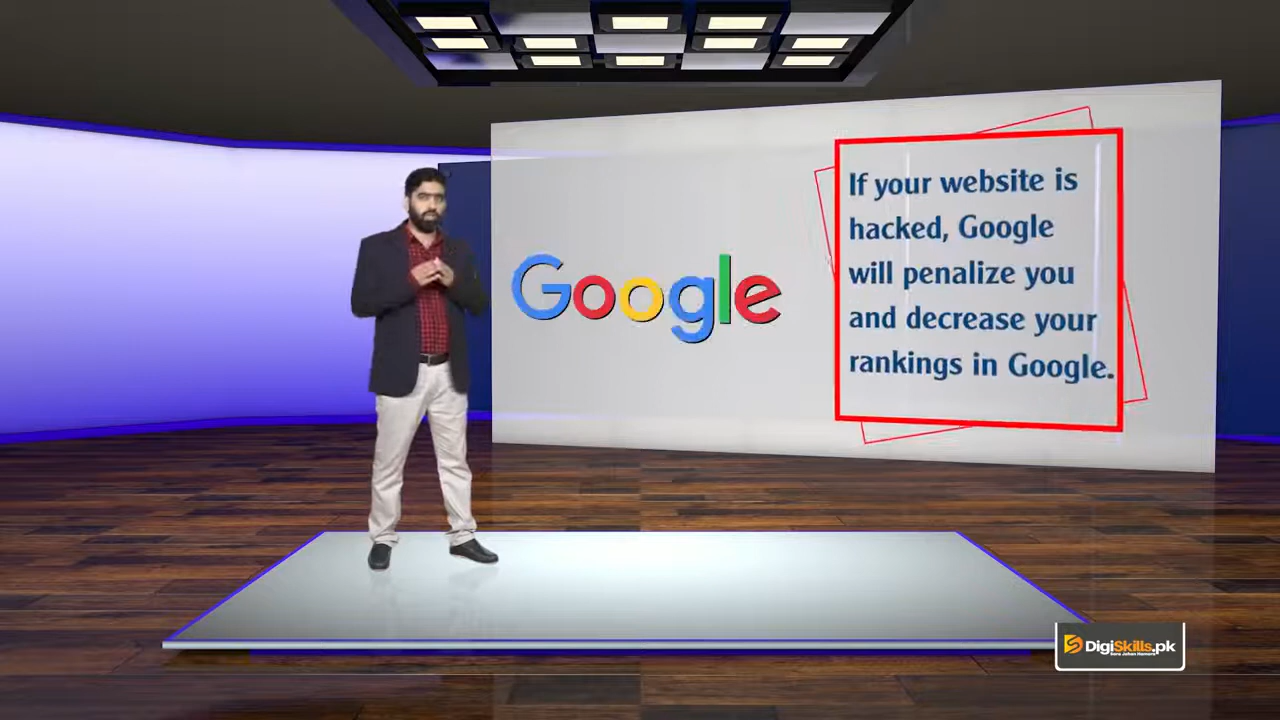 Google
If your website is
hacked, Google
will penalize you
and decrease your
rankings in Google.
DigiSkills.pk